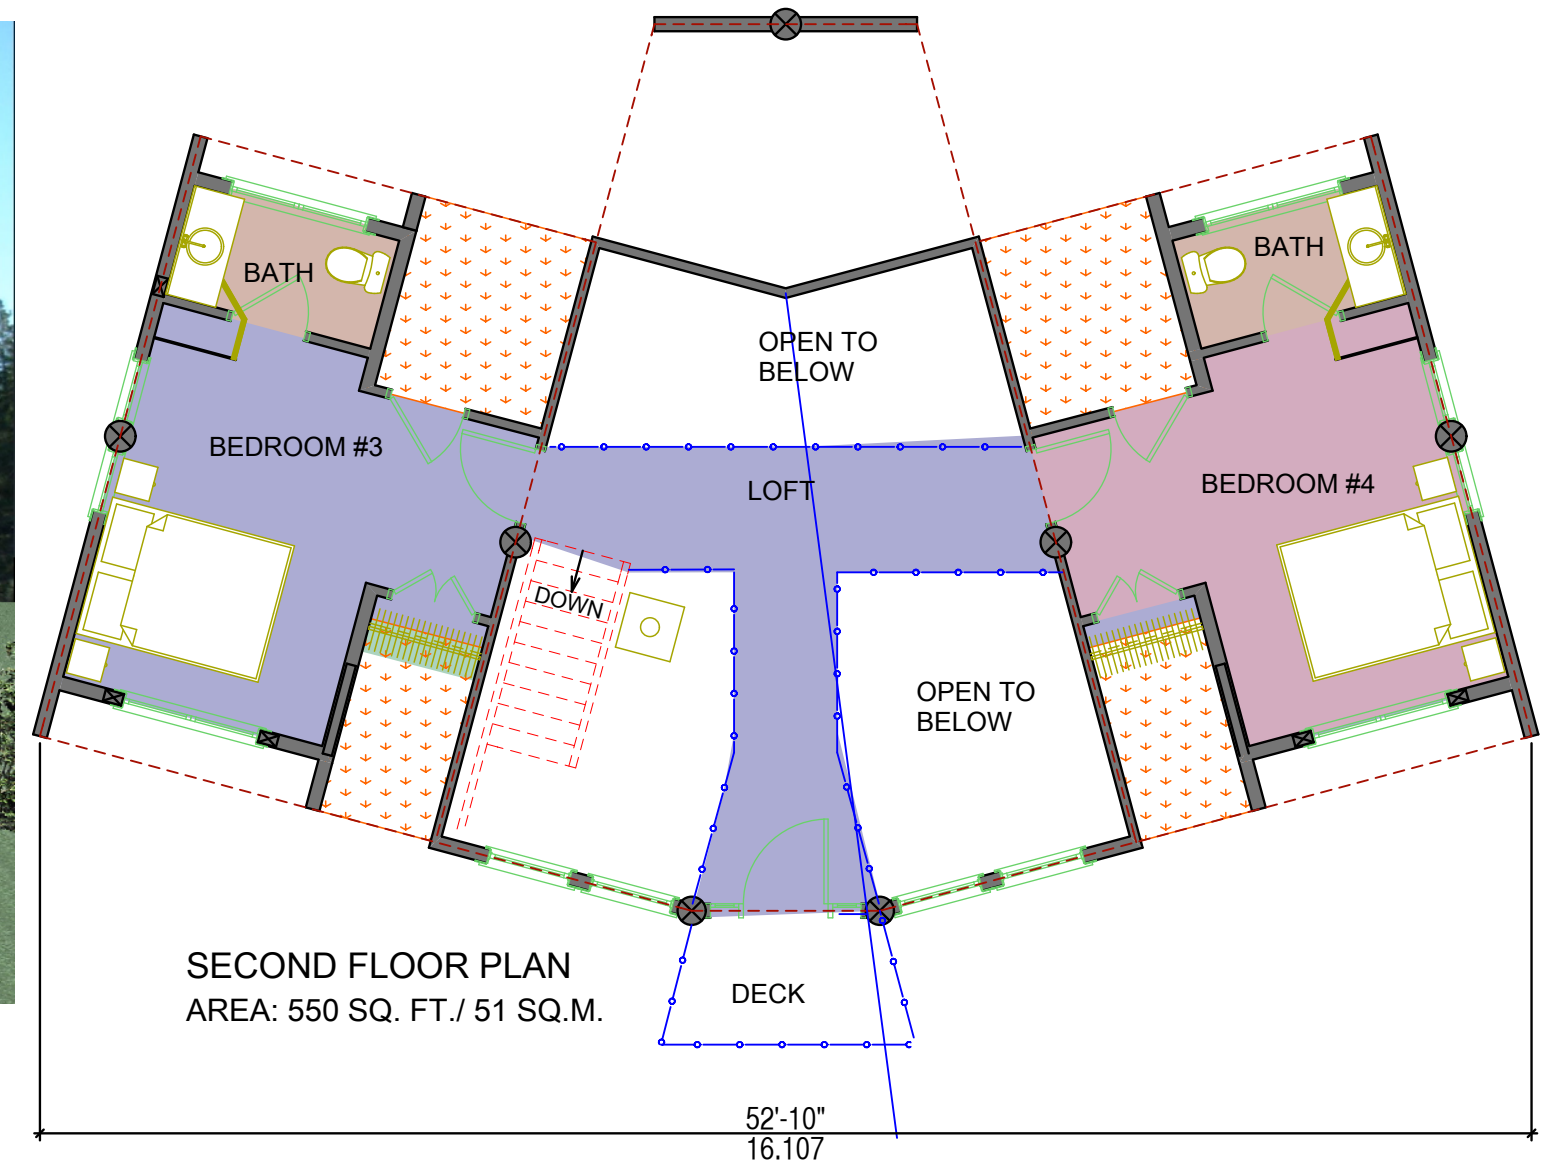 BATH
BATH
OPEN TO
BELOW
BEDROOM #3
LOFT
BEDROOM #4
DOWN
OPEN TO
BELOW
SECOND FLOOR PLAN
AREA: 550 SQ. FT./ 51 SQ.M.
DECK
52'-10"
16.107